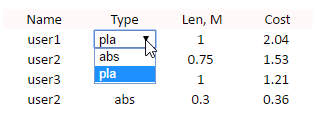 Name Type Len, M Cost
user1 pla 1 2.04
user2 abs 0.75 1.53
user3 pla 1 1.21
user2 abs 0.3 0.36